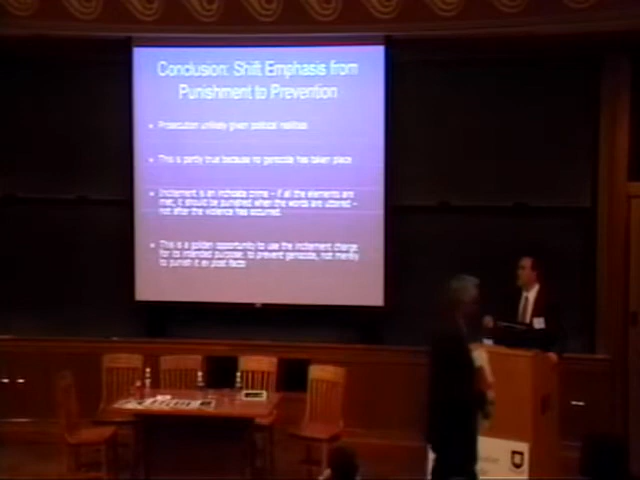 Conclusion: Shift Emphasis from
Punishment to Prevention
Prosecution unlikely given political realities
This is partly true because no genocide has taken place
Incitement is an inchoate crime – if all the elements are
met, it should be punished when the words are uttered –
not after the violence has occurred.
This is a golden opportunity to use the incitement charge
for its intended purpose: to prevent genocide, not merely
to punish it ex post facto